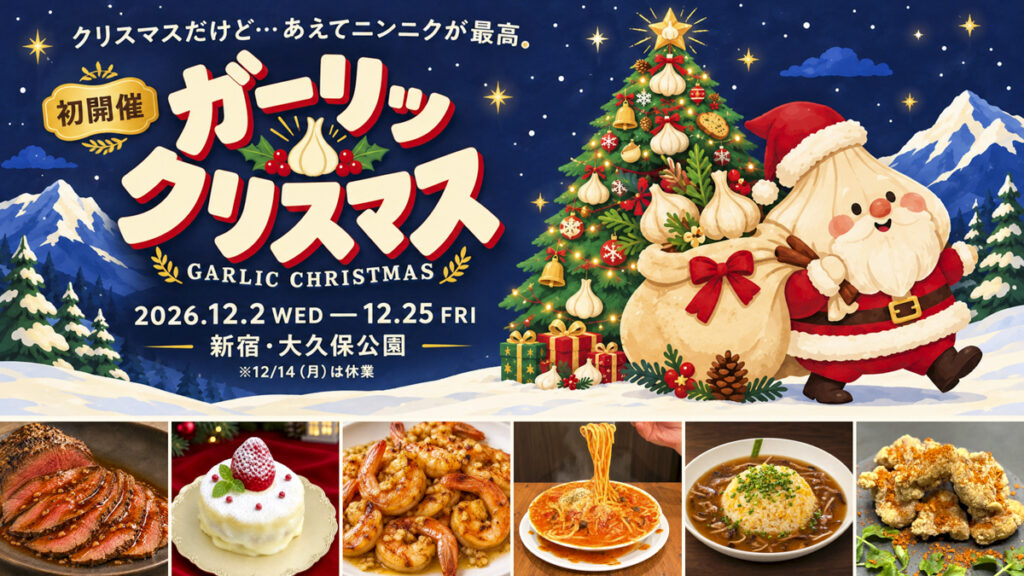 クリスマスだけど…あえてニンニクが最高。
初開催
ガーリック
クリスマス
GARLIC CHRISTMAS
2026.12.2 WED — 12.25 FRI
新宿・大久保公園
※12/14（月）は休業